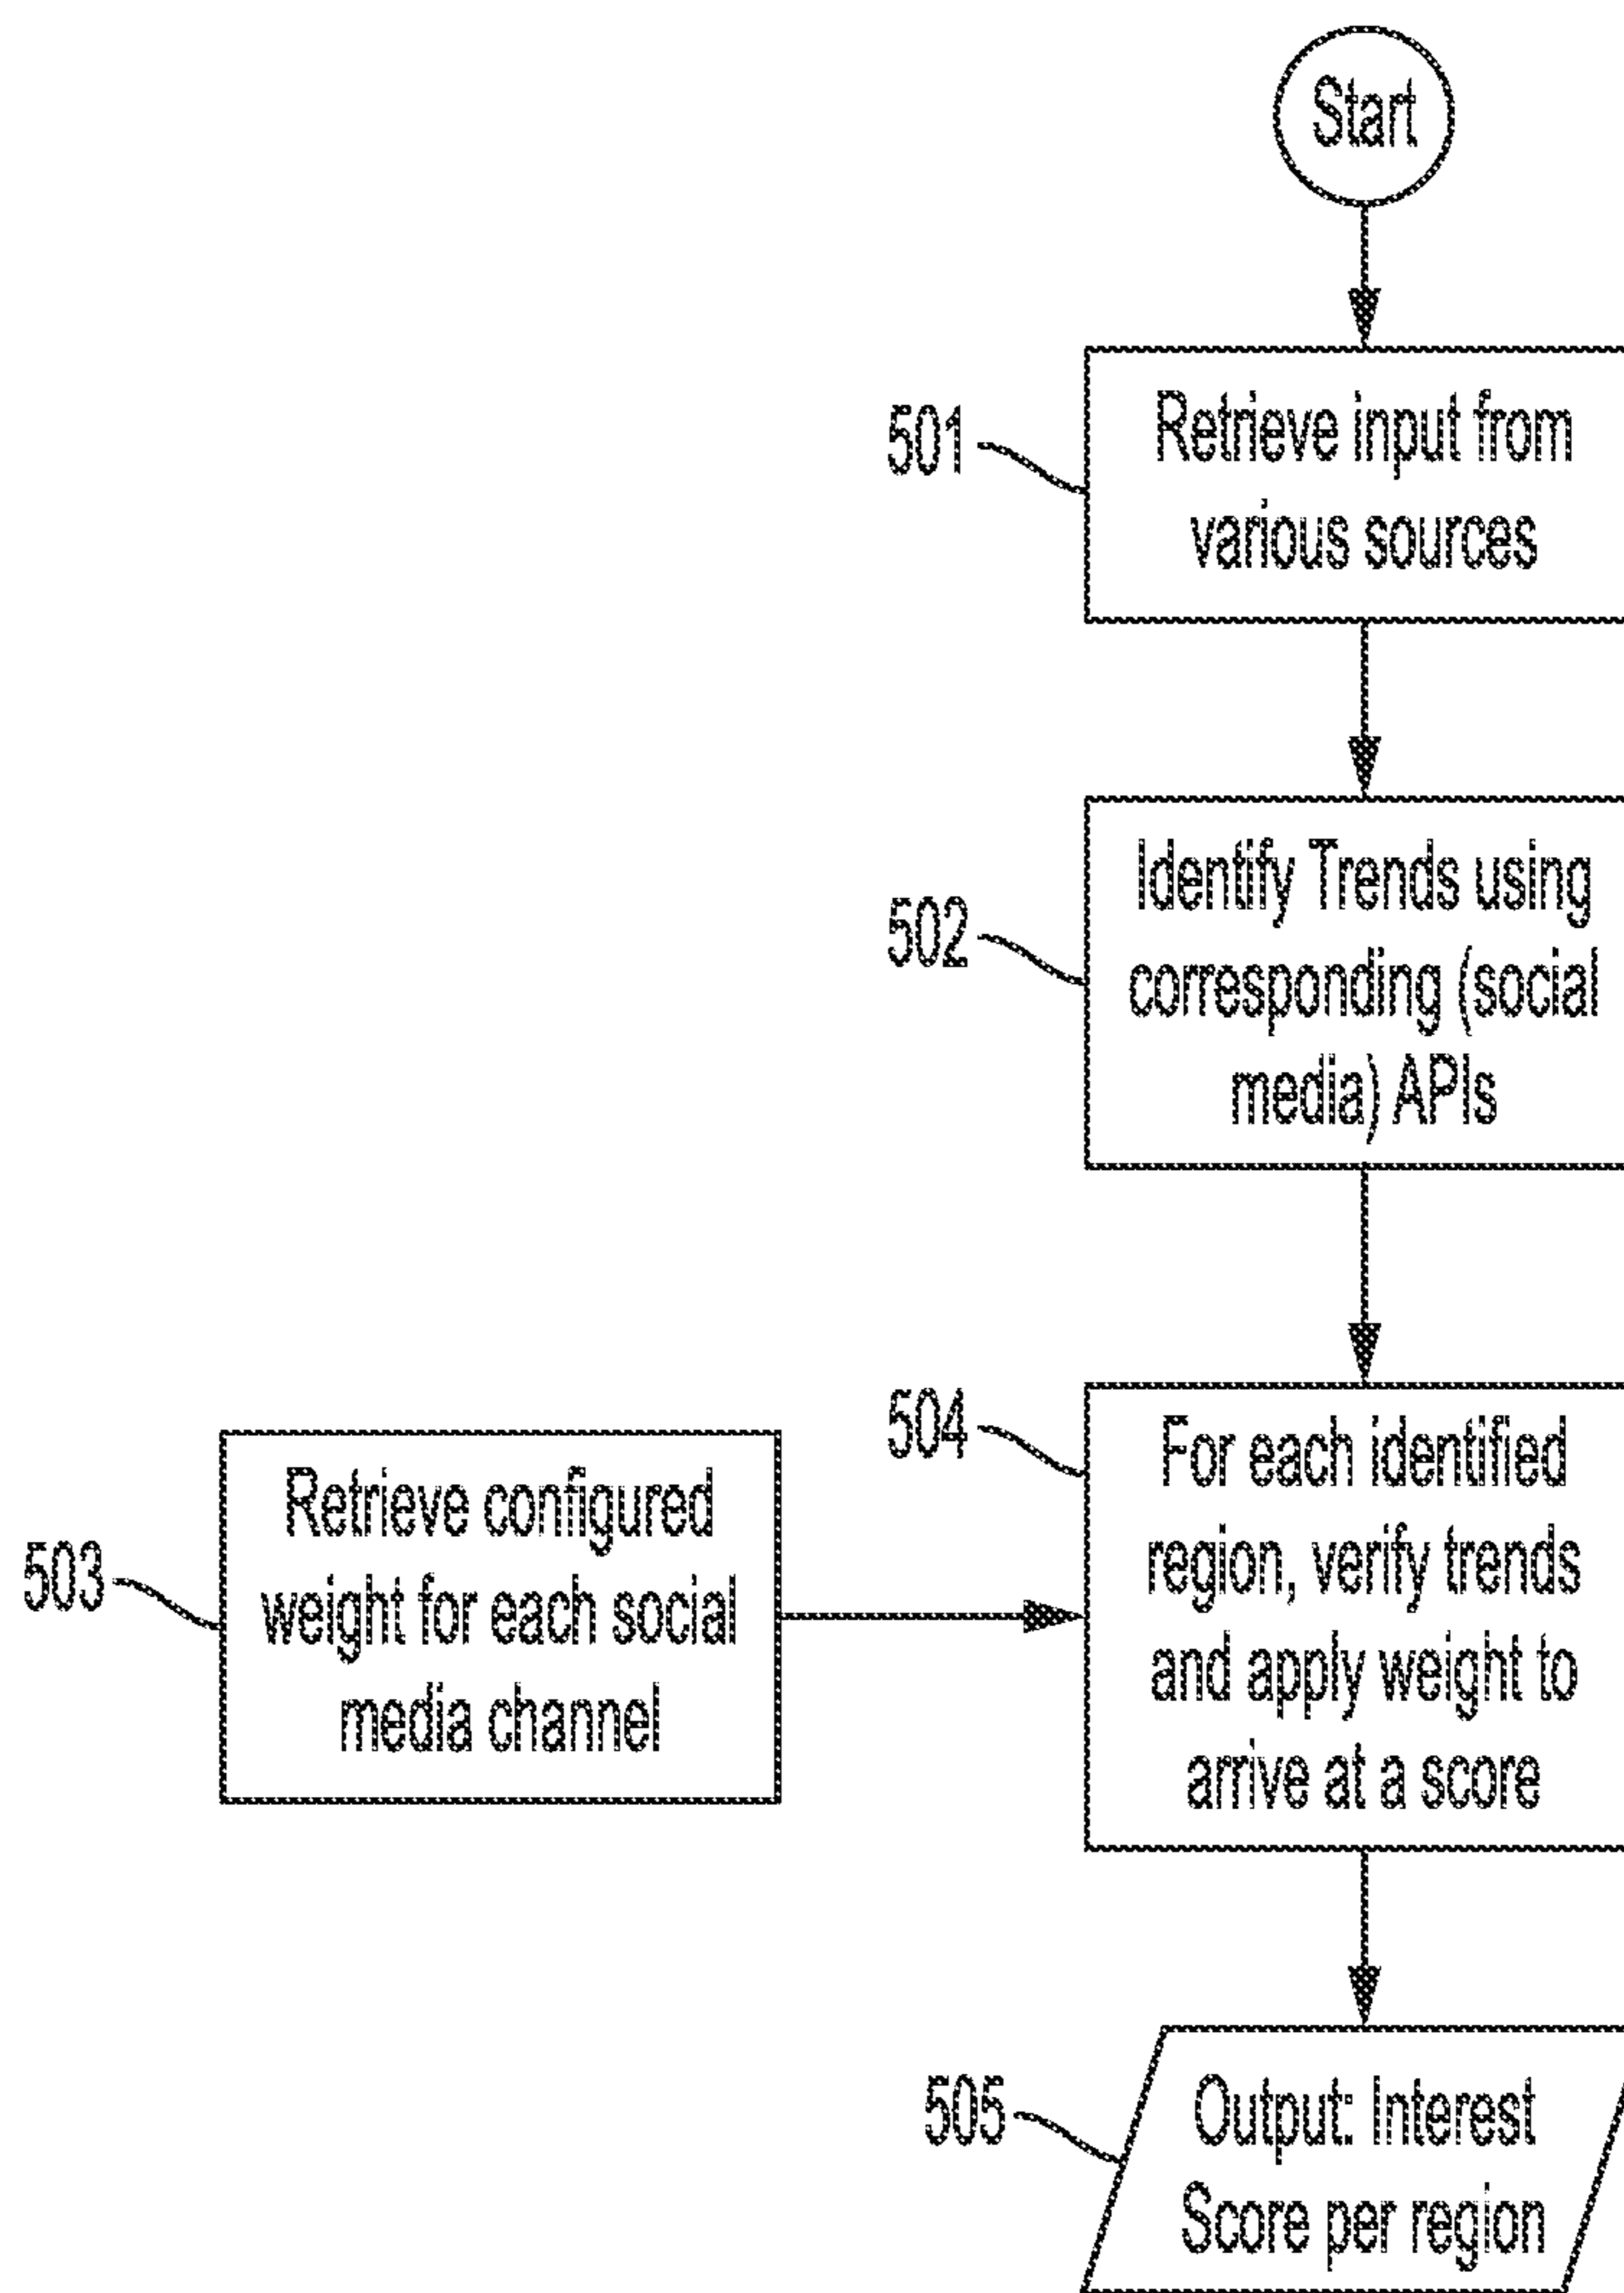 Start
501
Retrieve input from
various sources
502
Identify Trends using
corresponding (social
media) APIs
503
Retrieve configured
weight for each social
media channel
504
For each identified
region, verify trends
and apply weight to
arrive at a score
505
Output: Interest
Score per region